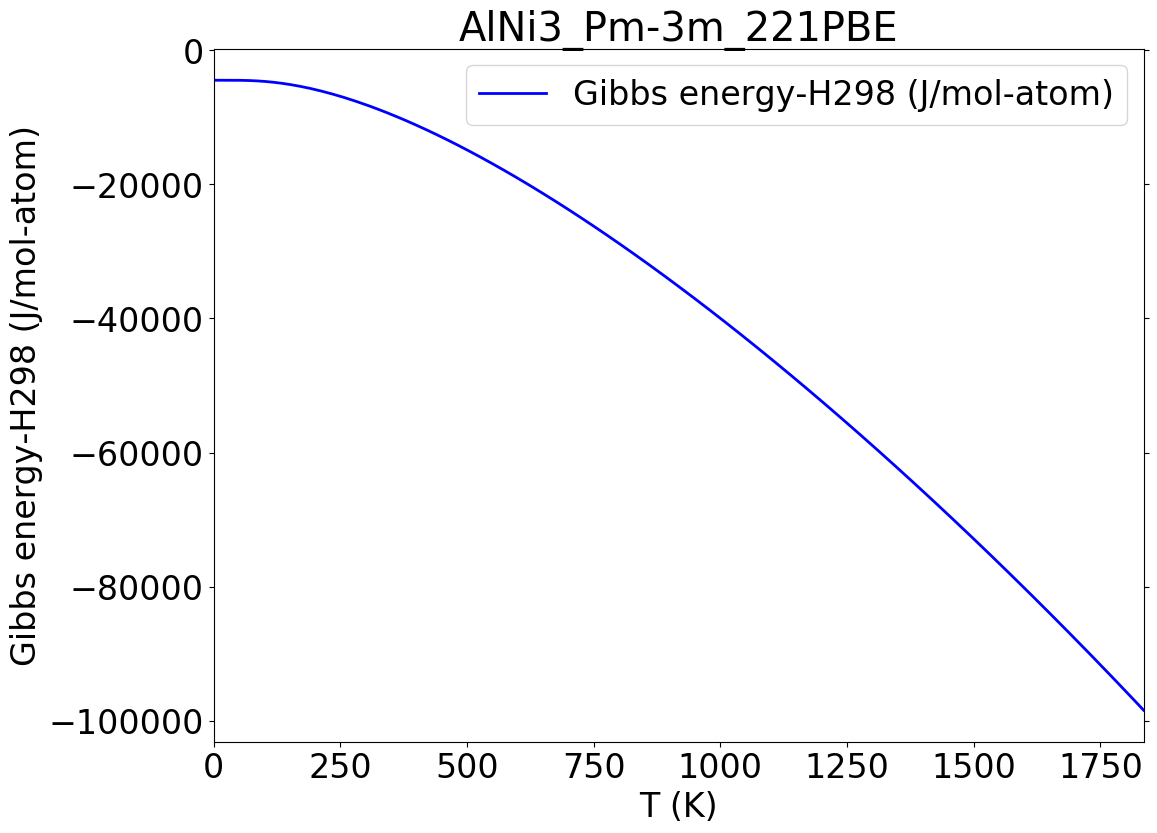 AlNi3_Pm-3m_221PBE
Gibbs energy-H298 (J/mol-atom)
Gibbs energy-H298 (J/mol-atom)
0
−20000
−40000
−60000
−80000
−100000
0 250 500 750 1000 1250 1500 1750
T (K)